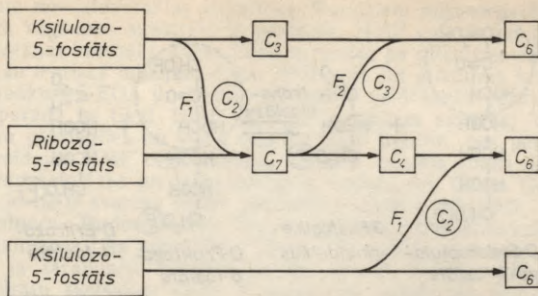 Ksilulozo-
5-fosfāts
C₃
C₆
F₁
C₂
F₂
C₃
Ribozo-
5-fosfāts
C₇
C₄
C₆
F₁
C₂
Ksilulozo-
5-fosfāts
C₆